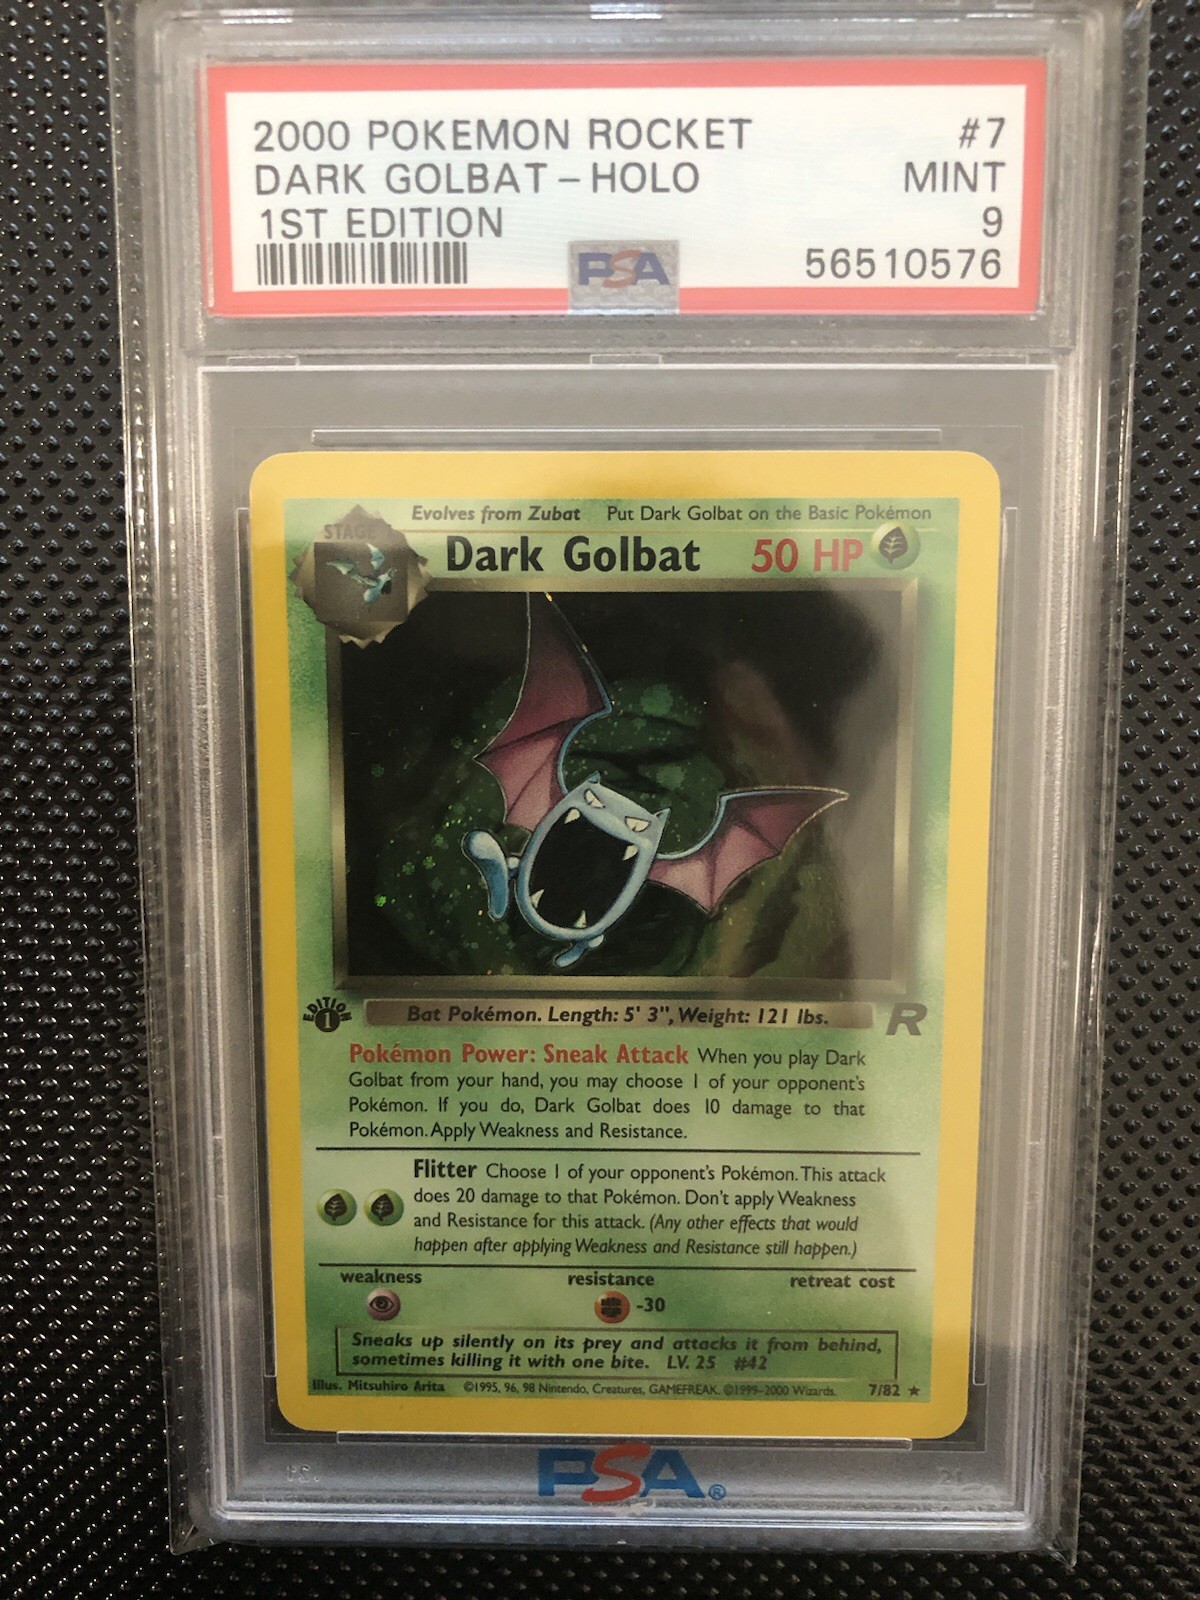 2000 POKEMON ROCKET #7
DARK GOLBAT - HOLO MINT
1ST EDITION 9
PSA 56510576
Evolves from Zubat Put Dark Golbat on the Basic Pokémon
STAGE
Dark Golbat 50 HP
EDITION
1
Bat Pokémon. Length: 5' 3", Weight: 121 lbs.
R
Pokémon Power: Sneak Attack When you play Dark
Golbat from your hand, you may choose 1 of your opponent's
Pokémon. If you do, Dark Golbat does 10 damage to that
Pokémon. Apply Weakness and Resistance.
Flitter Choose 1 of your opponent's Pokémon. This attack
does 20 damage to that Pokémon. Don't apply Weakness
and Resistance for this attack. (Any other effects that would
happen after applying Weakness and Resistance still happen.)
weakness resistance retreat cost
-30
Sneaks up silently on its prey and attacks it from behind,
sometimes killing it with one bite. LV. 25 #42
Illus. Mitsuhiro Arita ©1995, 96, 98 Nintendo, Creatures, GAMEFREAK. ©1999-2000 Wizards. 7/82 ★
PSA®